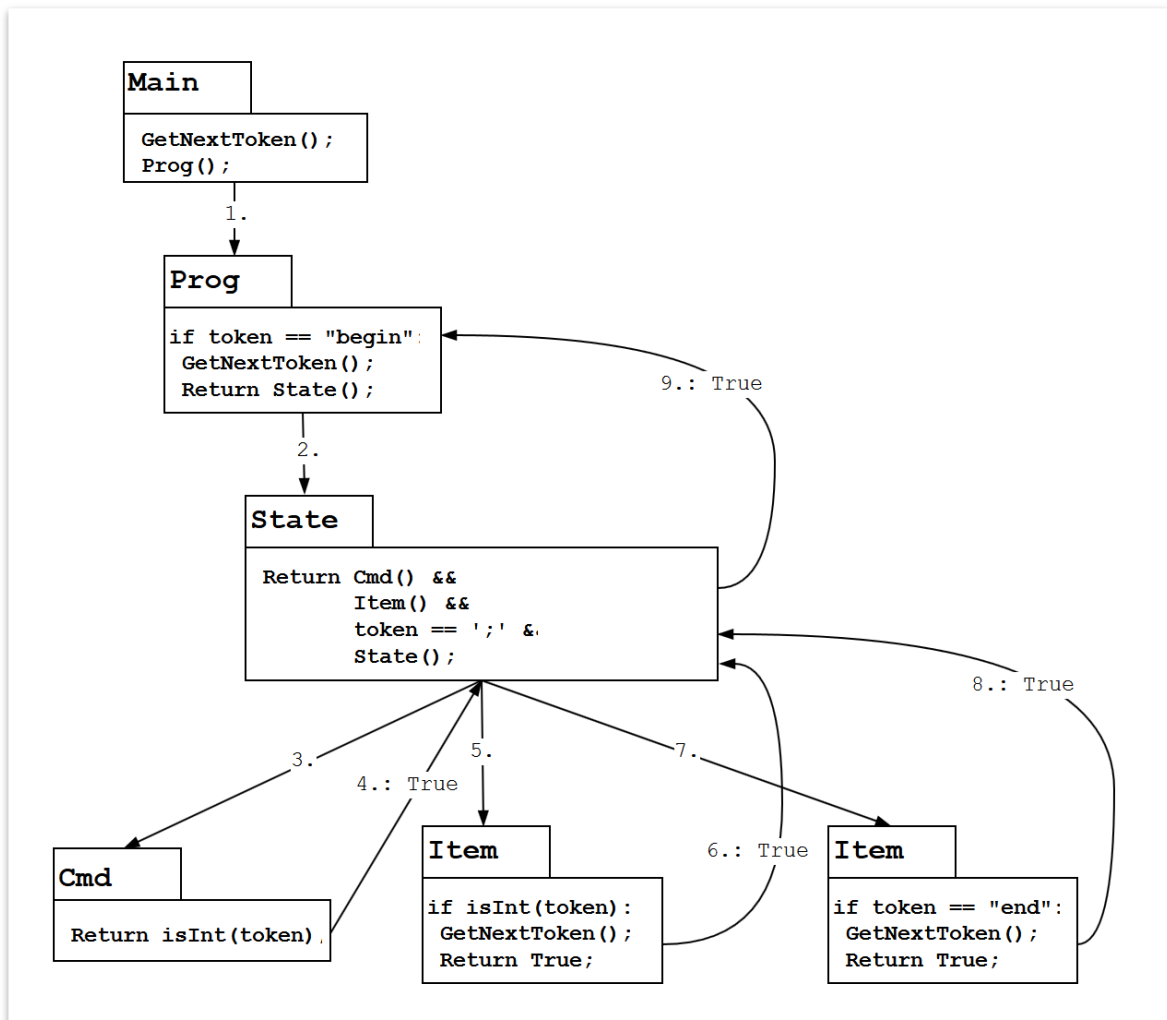 Main
GetNextToken();
Prog();
1.
Prog
if token == "begin":
GetNextToken();
Return State();
9.: True
2.
State
Return Cmd() &&
Item() &&
token == ';' &&
State();
8.: True
3.
4.: True
5.
7.
6.: True
Cmd
Return isInt(token)
Item
if isInt(token):
GetNextToken();
Return True;
Item
if token == "end":
GetNextToken();
Return True;